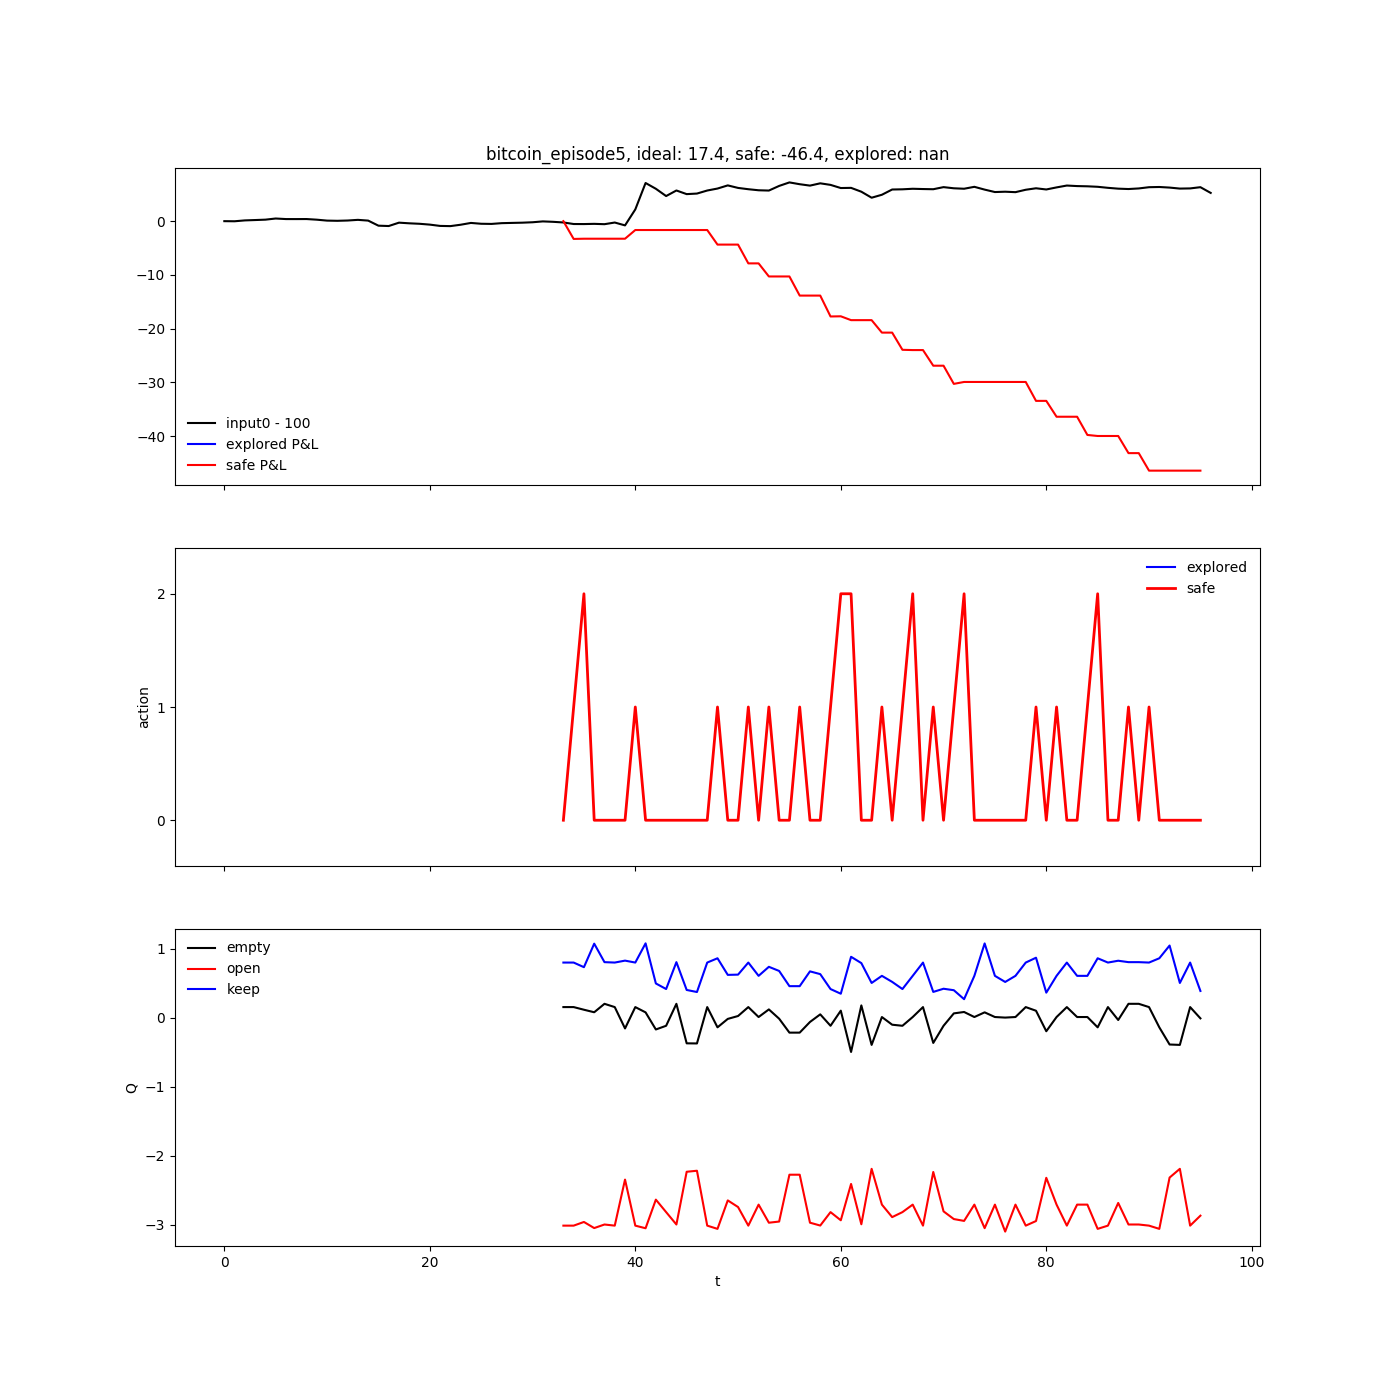 bitcoin_episode5, ideal: 17.4, safe: -46.4, explored: nan
0
−10
−20
−30
−40
input0 - 100
explored P&L
safe P&L
action
2
1
0
explored
safe
Q
1
0
−1
−2
−3
empty
open
keep
0 20 40 60 80 100
t